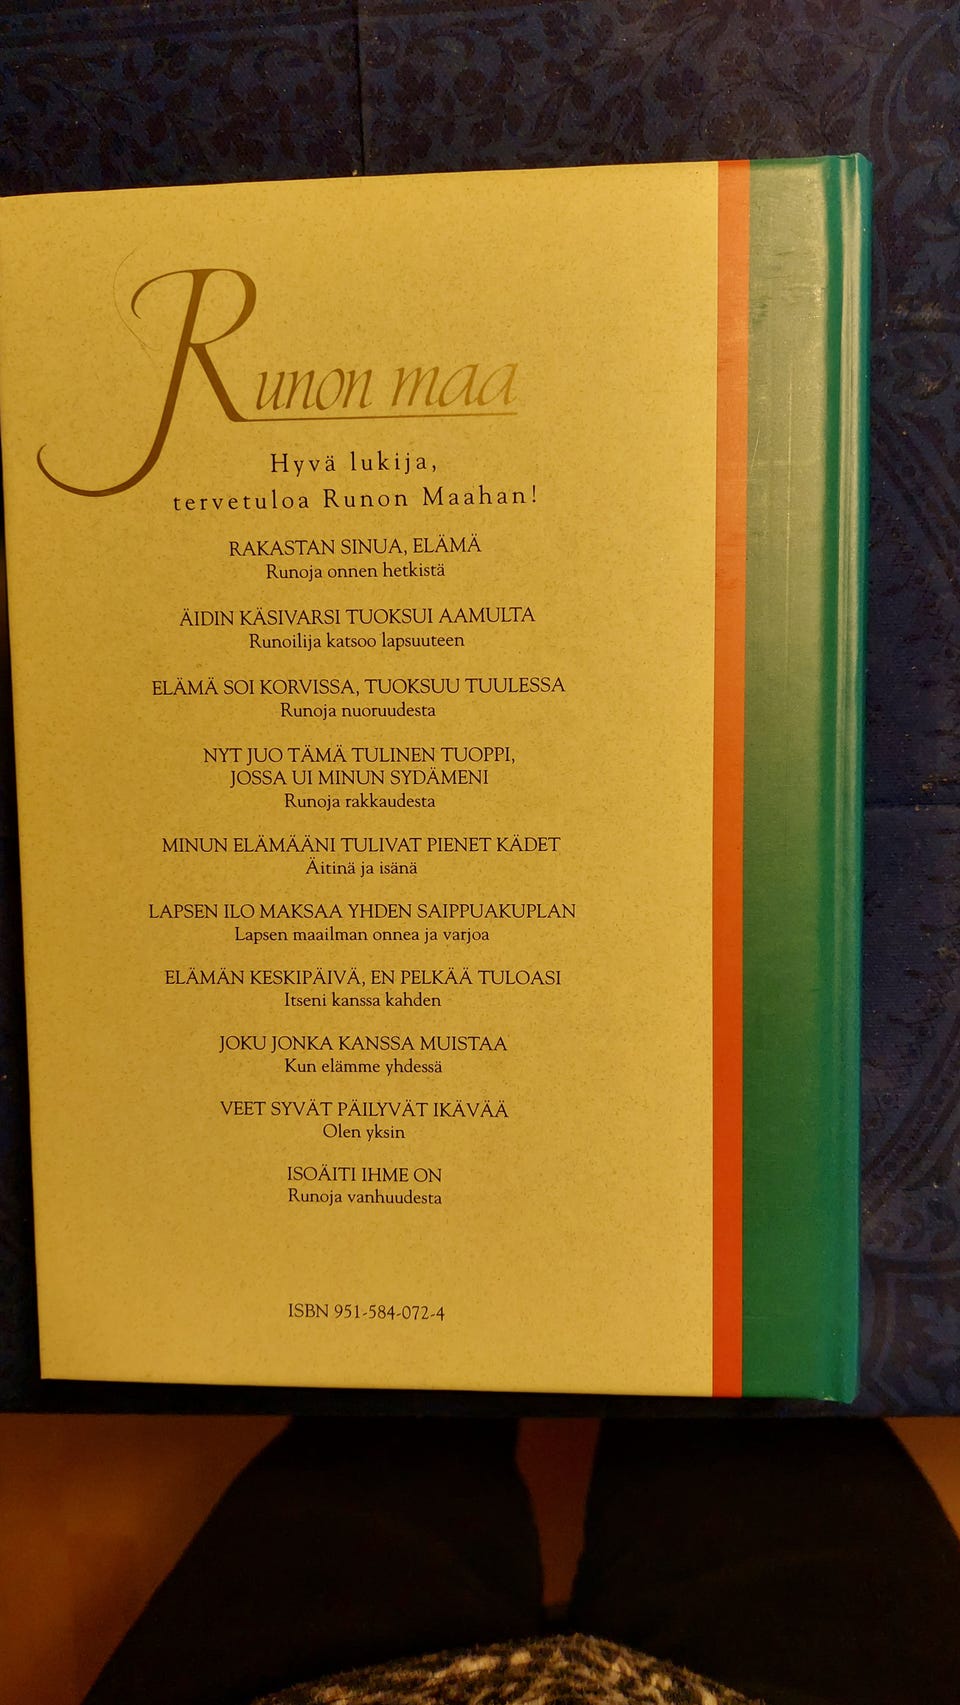 Runon maa
Hyvä lukija,
tervetuloa Runon Maahan!
RAKASTAN SINUA, ELÄMÄ
Runoja onnen hetkistä
ÄIDIN KÄSIVARSI TUOKSUI AAMULTA
Runoilija katsoo lapsuuteen
ELÄMÄ SOI KORVISSA, TUOKSUU TUULESSA
Runoja nuoruudesta
NYT JUO TÄMÄ TULINEN TUOPPI,
JOSSA UI MINUN SYDÄMENI
Runoja rakkaudesta
MINUN ELÄMÄÄNI TULIVAT PIENET KÄDET
Äitinä ja isänä
LAPSEN ILO MAKSAA YHDEN SAIPPUAKUPLAN
Lapsen maailman onnea ja varjoa
ELÄMÄN KESKIPÄIVÄ, EN PELKÄÄ TULOASI
Itseni kanssa kahden
JOKU JONKA KANSSA MUISTAA
Kun elämme yhdessä
VEET SYVÄT PÄILYVÄT IKÄVÄÄ
Olen yksin
ISOÄITI IHME ON
Runoja vanhuudesta
ISBN 951-584-072-4